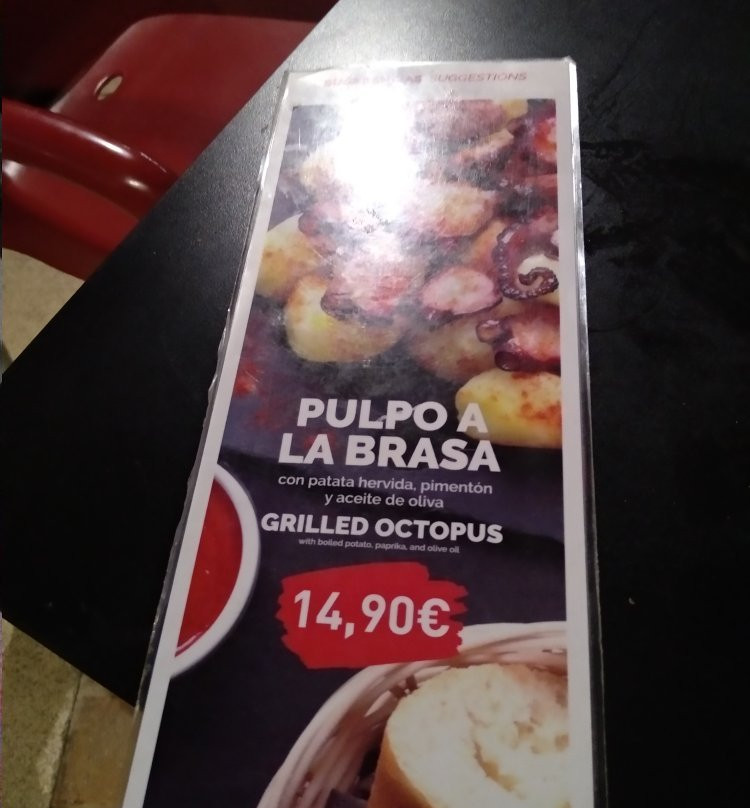 SUGERENCIAS SUGGESTIONS
PULPO A
LA BRASA
con patata hervida, pimentón
y aceite de oliva
GRILLED OCTOPUS
with boiled potato, paprika, and olive oil
14,90€